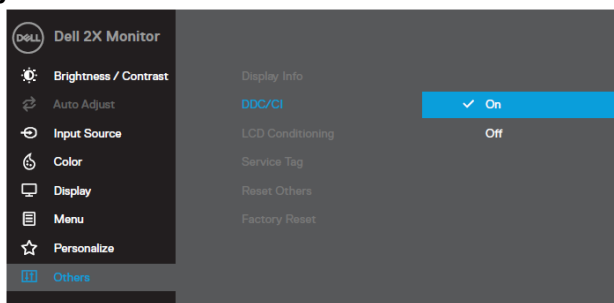 DELL Dell 2X Monitor
Brightness / Contrast
Auto Adjust
Input Source
Color
Display
Menu
Personalize
Others
Display Info
DDC/CI
LCD Conditioning
Service Tag
Reset Others
Factory Reset
On
Off